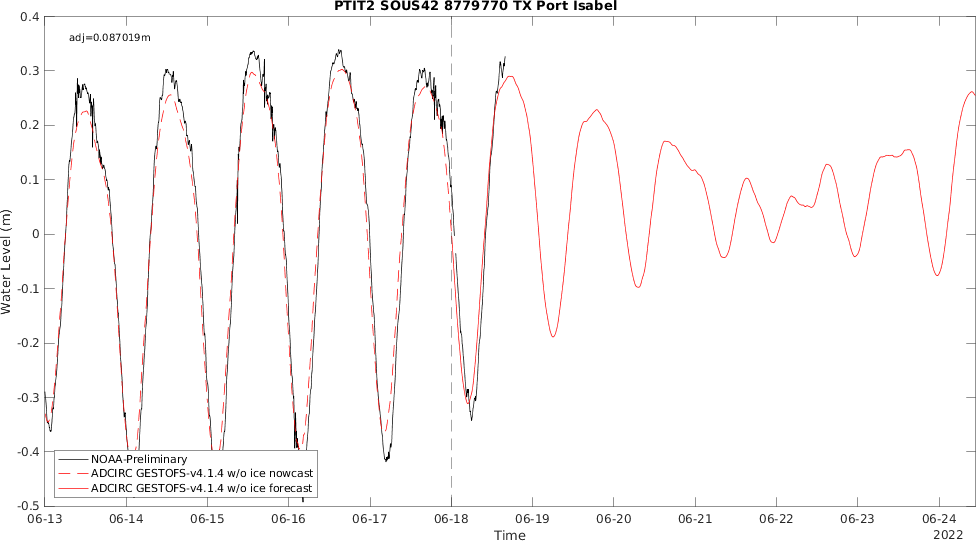 PTIT2 SOUS42 8779770 TX Port Isabel
adj=0.087019m
0.4
0.3
0.2
0.1
0
-0.1
-0.2
-0.3
-0.4
-0.5
Water Level (m)
NOAA-Preliminary
ADCIRC GESTOFS-v4.1.4 w/o ice nowcast
ADCIRC GESTOFS-v4.1.4 w/o ice forecast
06-13 06-14 06-15 06-16 06-17 06-18 06-19 06-20 06-21 06-22 06-23 06-24
Time
2022